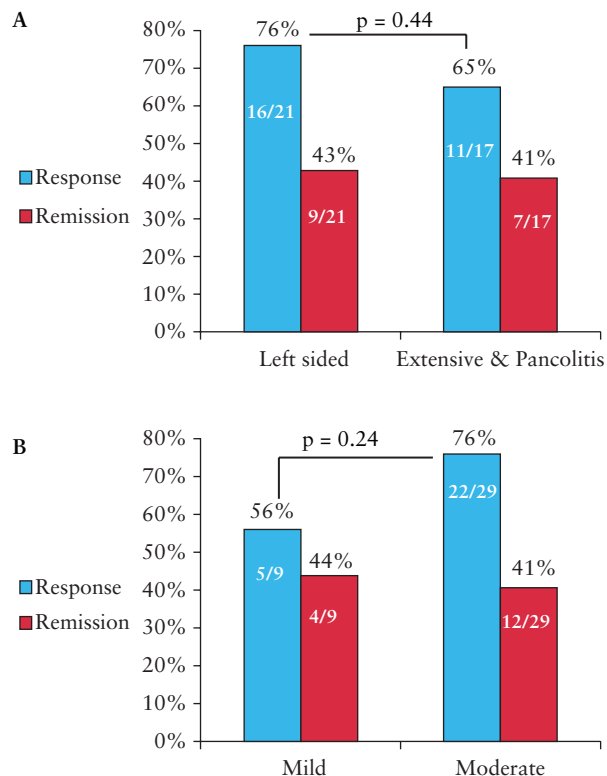 A
80%
70%
60%
50%
40%
30%
20%
10%
0%
Response
Remission
76%
p = 0.44
65%
43%
41%
16/21
9/21
11/17
7/17
Left sided
Extensive & Pancolitis
B
80%
70%
60%
50%
40%
30%
20%
10%
0%
Response
Remission
p = 0.24
76%
56%
44%
41%
5/9
4/9
22/29
12/29
Mild
Moderate